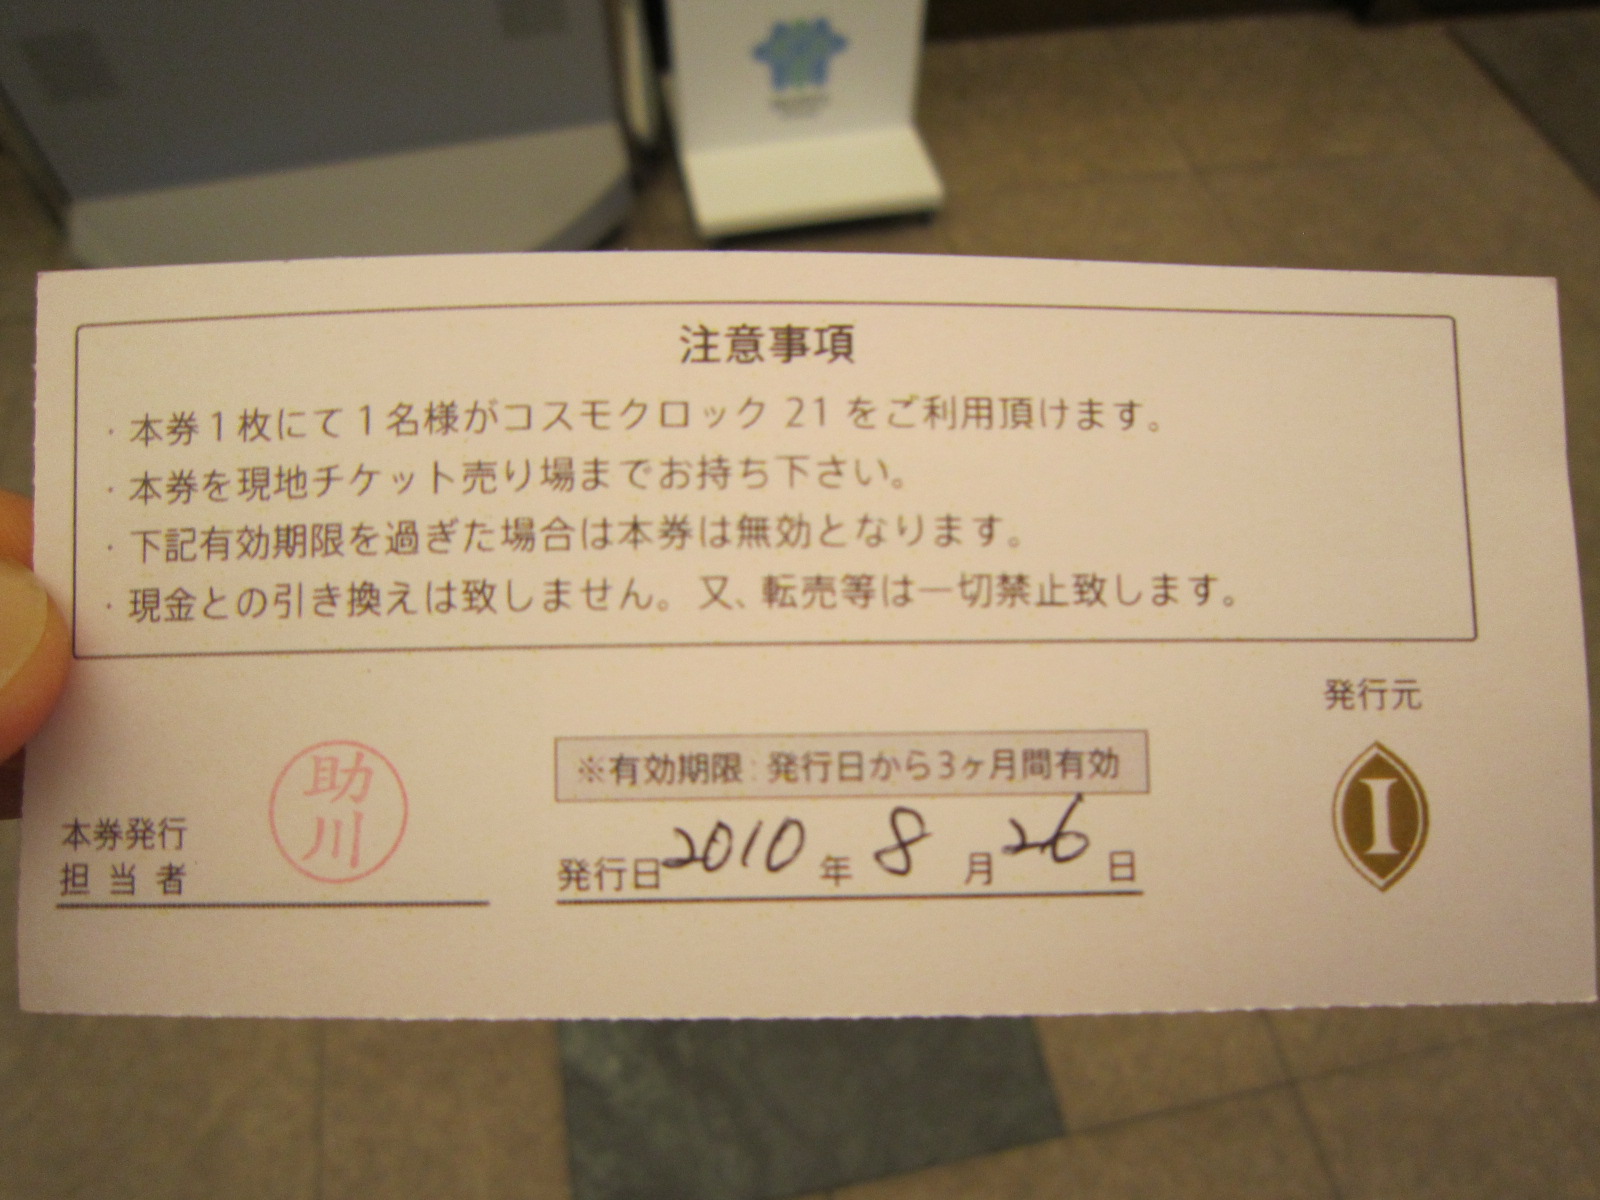 注意事項
・本券1枚にて1名様がコスモクロック 21 をご利用頂けます。
・本券を現地チケット売り場までお持ち下さい。
・下記有効期限を過ぎた場合は本券は無効となります。
・現金との引き換えは致しません。又、転売等は一切禁止致します。
発行元
※有効期限:発行日から3ヶ月間有効
助川
本券発行
担当者
発行日2010年8月26日
I